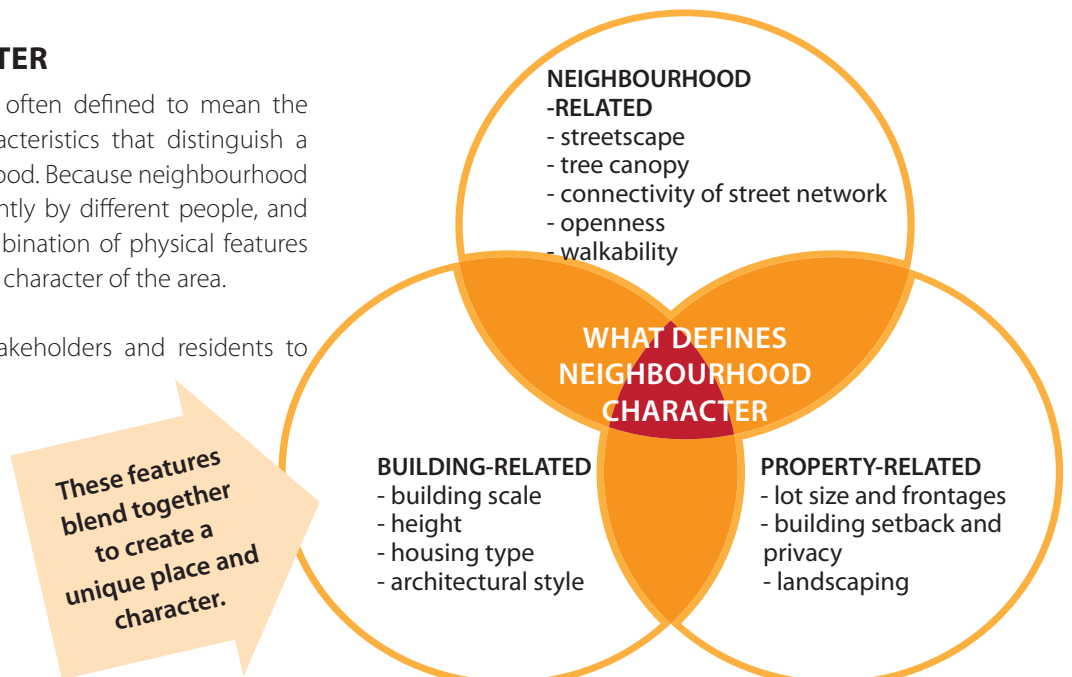 TER
often defined to mean the
acteristics that distinguish a
ood. Because neighbourhood
ntly by different people, and
bination of physical features
character of the area.
akeholders and residents to
These features
blend together
to create a
unique place and
character.
NEIGHBOURHOOD
-RELATED
- streetscape
- tree canopy
- connectivity of street network
- openness
- walkability
WHAT DEFINES
NEIGHBOURHOOD
CHARACTER
BUILDING-RELATED
- building scale
- height
- housing type
- architectural style
PROPERTY-RELATED
- lot size and frontages
- building setback and
privacy
- landscaping